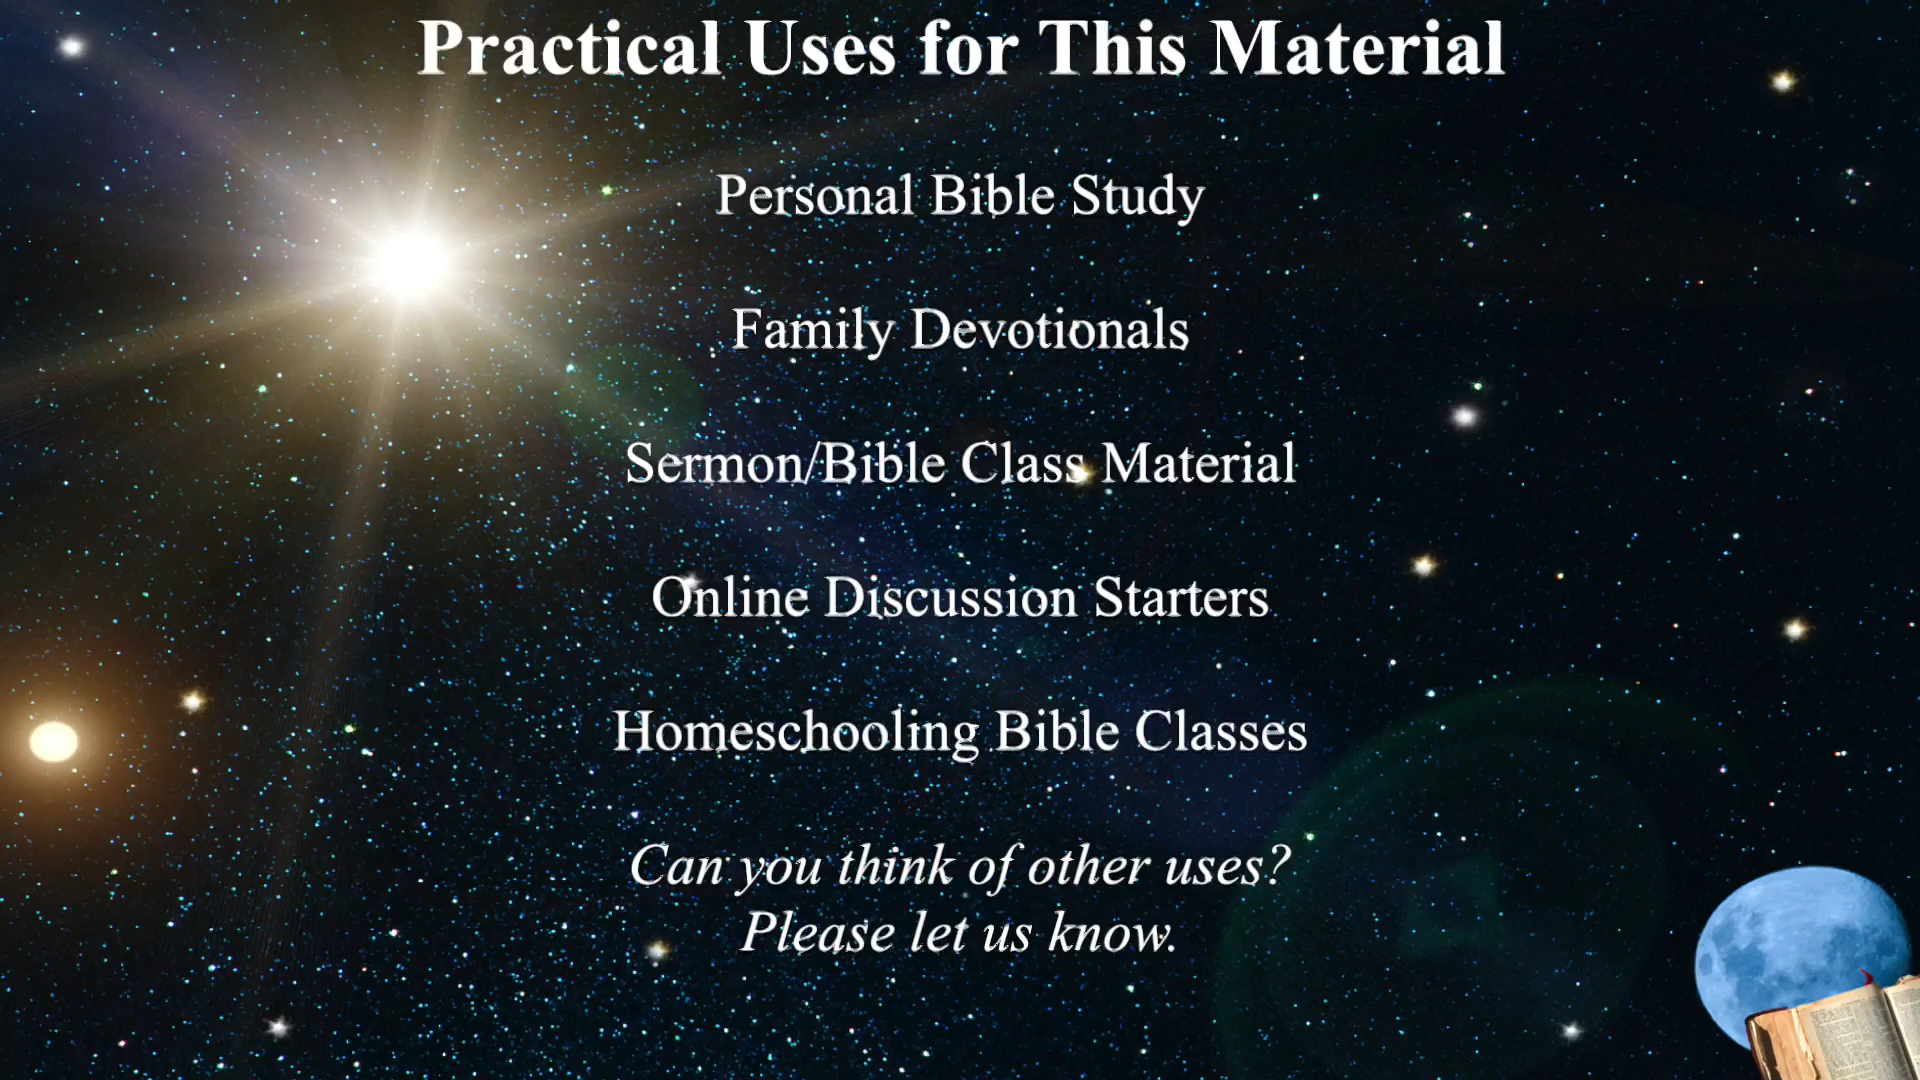 Practical Uses for This Material
Personal Bible Study
Family Devotionals
Sermon/Bible Class Material
Online Discussion Starters
Homeschooling Bible Classes
Can you think of other uses?
Please let us know.